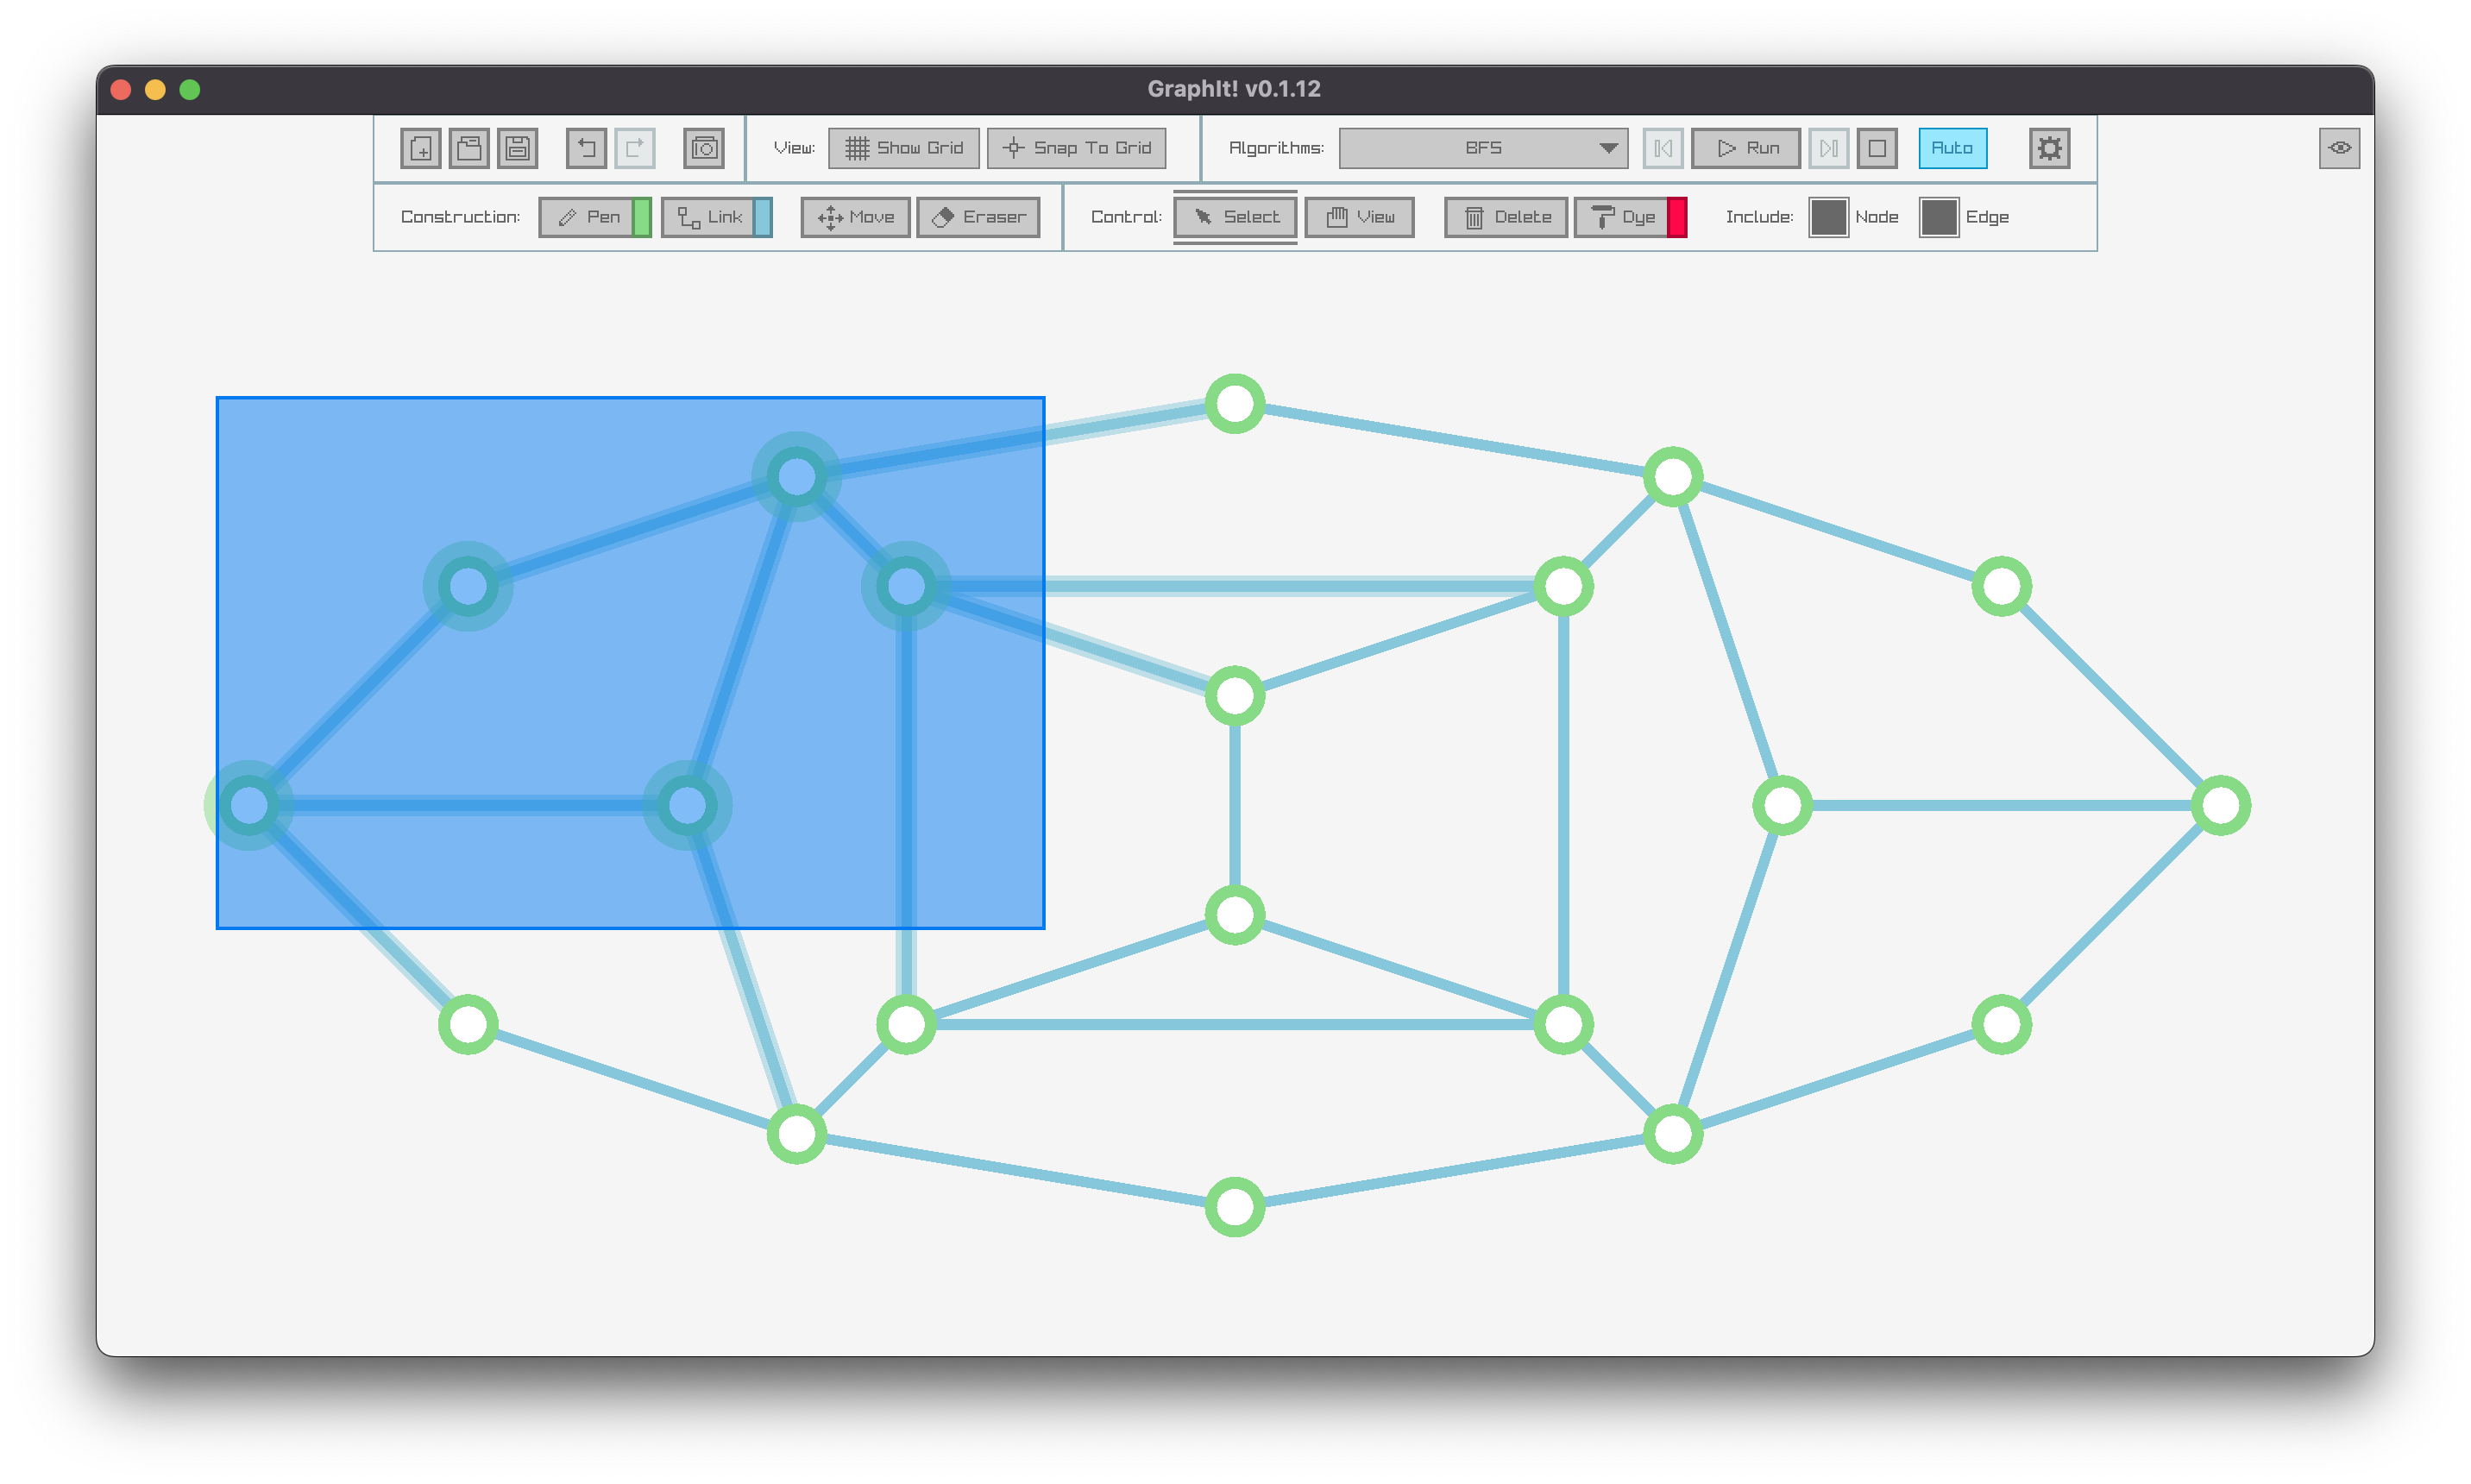 GraphIt! v0.1.12
View: Show Grid Snap To Grid Algorithms: BFS Run Auto
Construction: Pen Link Move Eraser Control: Select View Delete Dye Include: Node Edge